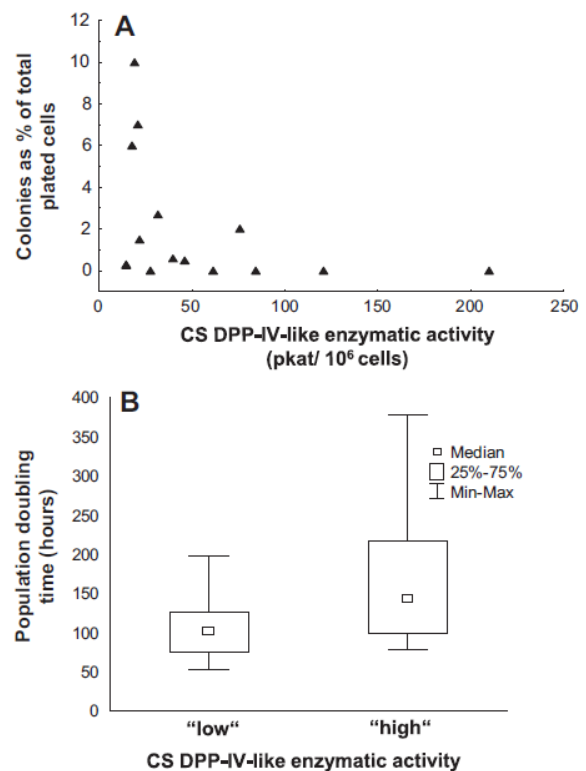 A
Colonies as % of total
plated cells
12
10
8
6
4
2
0
0
50
100
150
200
250
CS DPP-IV-like enzymatic activity
(pkat/ 10⁶ cells)
B
Population doubling
time (hours)
400
350
300
250
200
150
100
50
0
Median
25%-75%
Min-Max
“low“
“high“
CS DPP-IV-like enzymatic activity